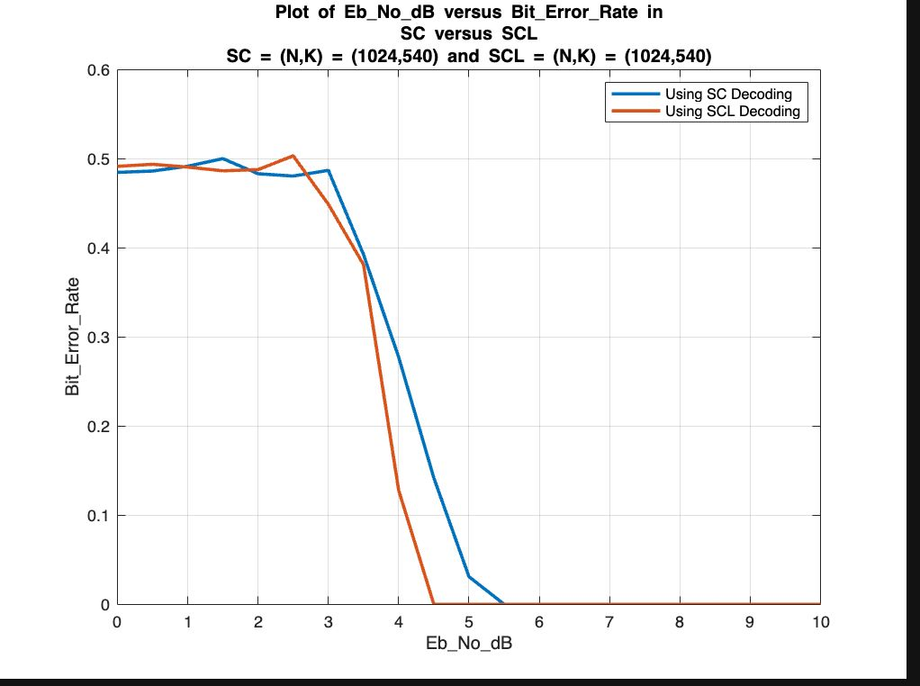 Plot of Eb_No_dB versus Bit_Error_Rate in
SC versus SCL
SC = (N,K) = (1024,540) and SCL = (N,K) = (1024,540)
Using SC Decoding
Using SCL Decoding
Bit_Error_Rate
0.6
0.5
0.4
0.3
0.2
0.1
0
0 1 2 3 4 5 6 7 8 9 10
Eb_No_dB